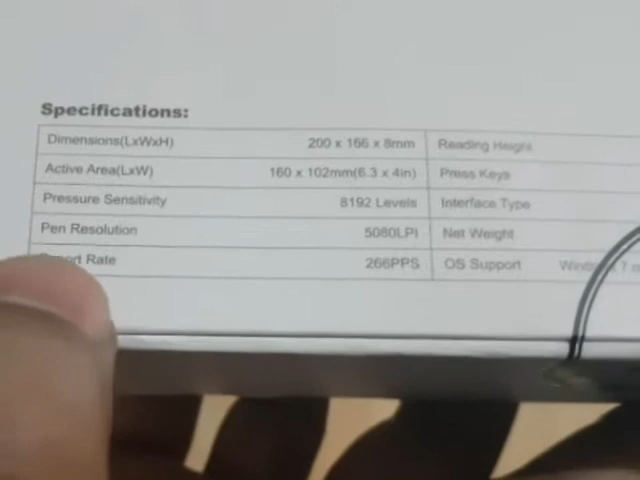 Specifications:
Dimensions(LxWxH) 200 x 166 x 8mm Reading Height
Active Area(LxW) 160 x 102mm(6.3 x 4in) Press Keys
Pressure Sensitivity 8192 Levels Interface Type
Pen Resolution 5080LPI Net Weight
Rate 266PPS OS Support 7